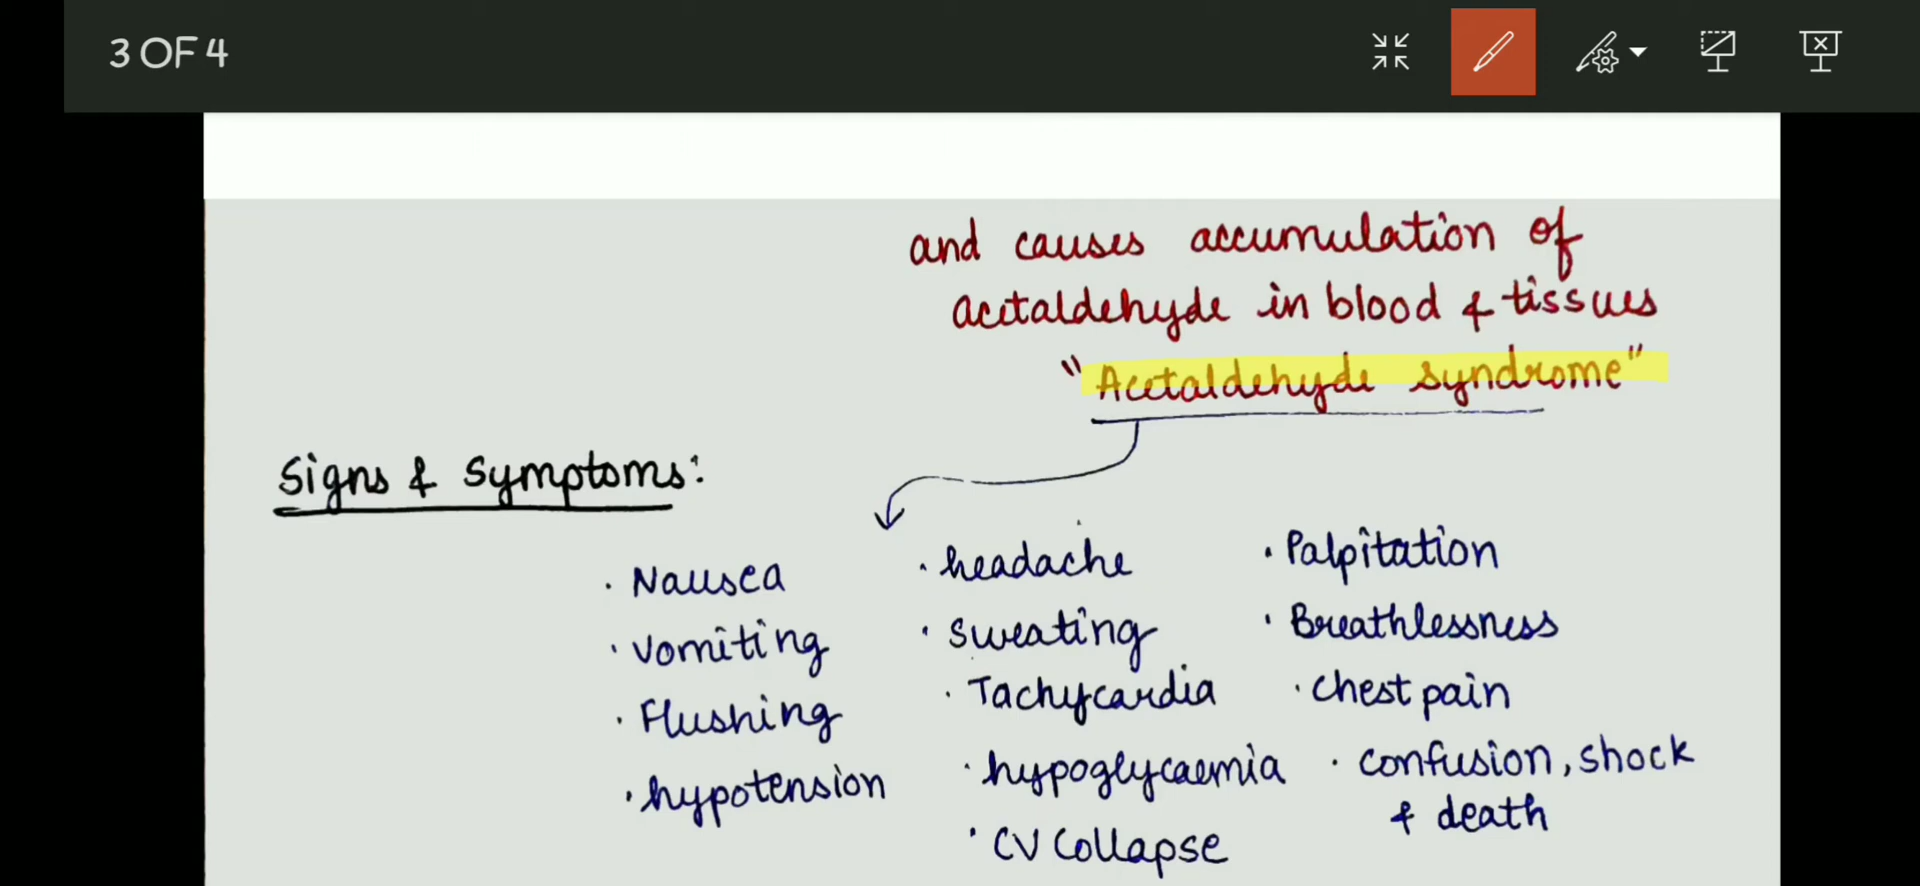 3 OF 4
and causes accumulation of
acetaldehyde in blood & tissues
"Acetaldehyde syndrome"
Signs & Symptoms:
· Nausea
· Vomiting
· Flushing
· hypotension
· headache
· sweating
· Tachycardia
· hypoglycaemia
· CV Collapse
· Palpitation
· Breathlessness
· chest pain
· confusion, shock
& death